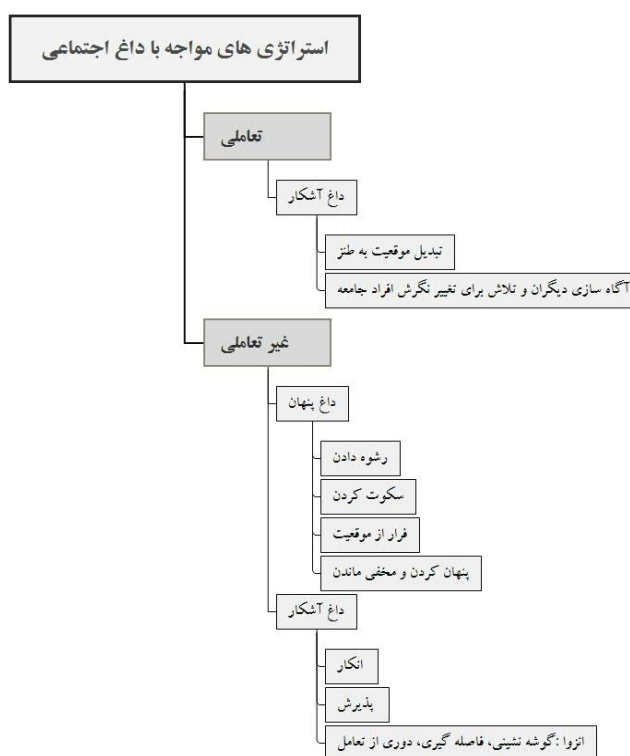 استراتژی های مواجه با داغ اجتماعی
تعاملی
داغ آشکار
تبدیل موقعیت به طنز
آگاه سازی دیگران و تلاش برای تغییر نگرش افراد جامعه
غیر تعاملی
داغ پنهان
رشوه دادن
سکوت کردن
فرار از موقعیت
پنهان کردن و مخفی ماندن
داغ آشکار
انکار
پذیرش
انزوا :گوشه نشینی، فاصله گیری، دوری از تعامل